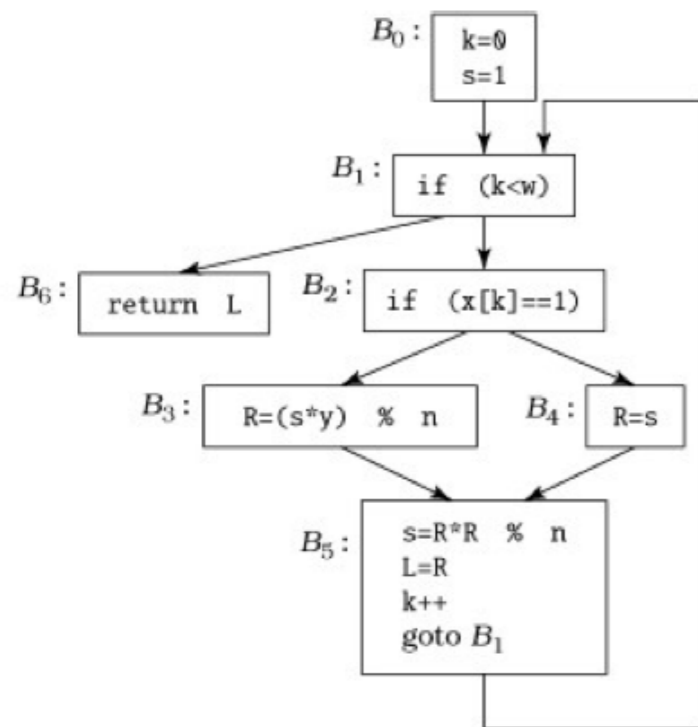 B0: k=0
s=1
B1: if (k<w)
B6: return L
B2: if (x[k]==1)
B3: R=(s*y) % n
B4: R=s
B5: s=R*R % n
L=R
k++
goto B1